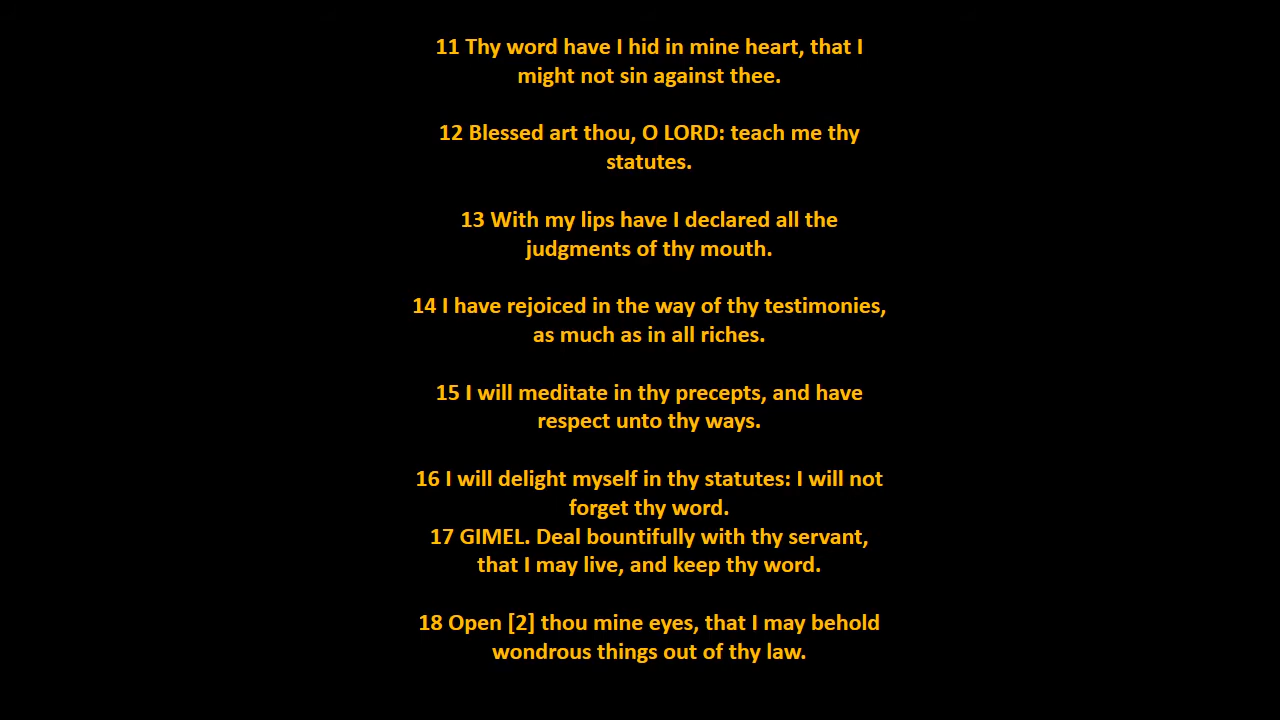 11 Thy word have I hid in mine heart, that I
might not sin against thee.
12 Blessed art thou, O LORD: teach me thy
statutes.
13 With my lips have I declared all the
judgments of thy mouth.
14 I have rejoiced in the way of thy testimonies,
as much as in all riches.
15 I will meditate in thy precepts, and have
respect unto thy ways.
16 I will delight myself in thy statutes: I will not
forget thy word.
17 GIMEL. Deal bountifully with thy servant,
that I may live, and keep thy word.
18 Open [2] thou mine eyes, that I may behold
wondrous things out of thy law.